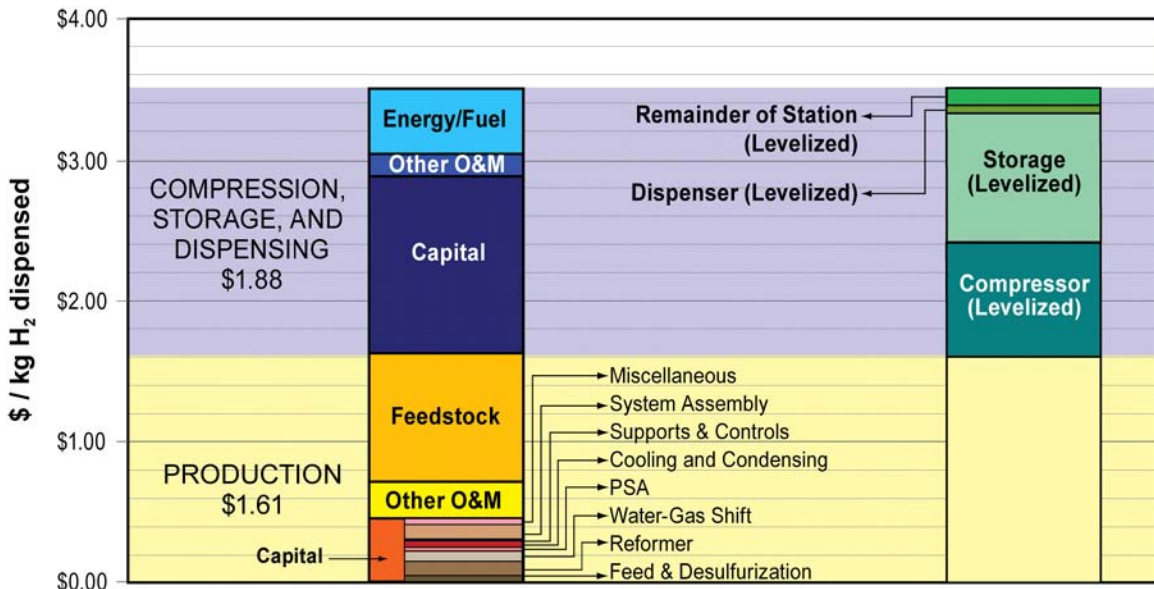 $4.00
$3.00
$2.00
$1.00
$0.00
$ / kg H₂ dispensed
COMPRESSION,
STORAGE, AND
DISPENSING
$1.88
PRODUCTION
$1.61
Energy/Fuel
Other O&M
Capital
Feedstock
Other O&M
Capital
Remainder of Station
(Levelized)
Dispenser (Levelized)
Miscellaneous
System Assembly
Supports & Controls
Cooling and Condensing
PSA
Water-Gas Shift
Reformer
Feed & Desulfurization
Storage
(Levelized)
Compressor
(Levelized)